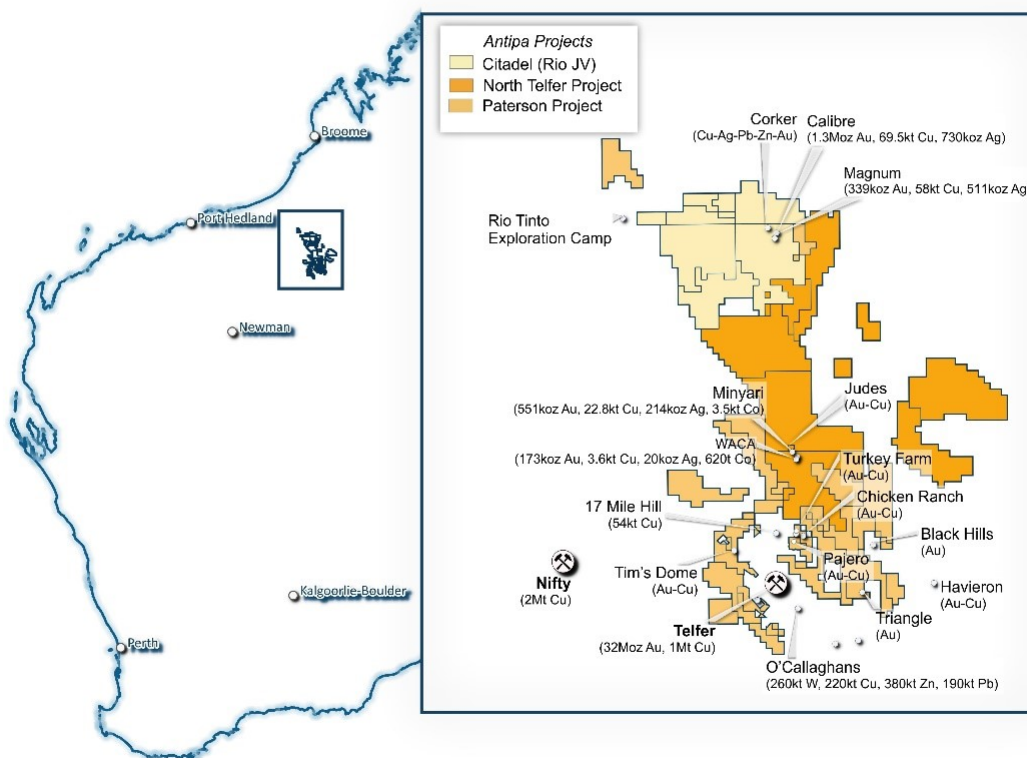 Antipa Projects
Citadel (Rio JV)
North Telfer Project
Paterson Project
Broome
Port Hedland
Newman
Kalgoorlie-Boulder
Perth
Corker
(Cu-Ag-Pb-Zn-Au)
Calibre
(1.3Moz Au, 69.5kt Cu, 730koz Ag)
Magnum
(339koz Au, 58kt Cu, 511koz Ag
Rio Tinto
Exploration Camp
Minyari
(551koz Au, 22.8kt Cu, 214koz Ag, 3.5kt Co)
Judes
(Au-Cu)
WACA
(173koz Au, 3.6kt Cu, 20koz Ag, 620t Co)
Turkey Farm
(Au-Cu)
Chicken Ranch
(Au-Cu)
17 Mile Hill
(54kt Cu)
Black Hills
(Au)
Nifty
(2Mt Cu)
Tim's Dome
(Au-Cu)
Pajero
(Au-Cu)
Havieron
(Au-Cu)
Triangle
(Au)
Telfer
(32Moz Au, 1Mt Cu)
O'Callaghans
(260kt W, 220kt Cu, 380kt Zn, 190kt Pb)